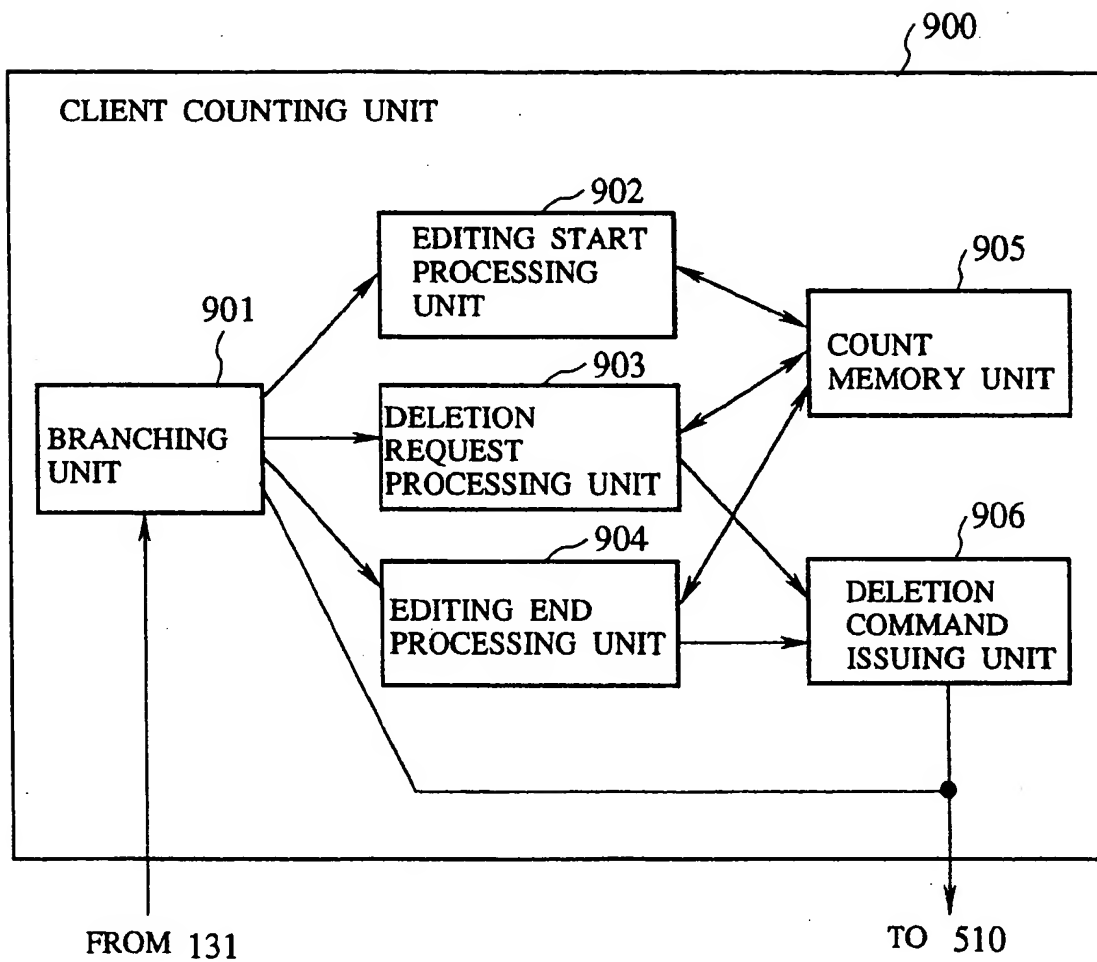 900
CLIENT COUNTING UNIT
902
EDITING START
PROCESSING
UNIT
905
COUNT
MEMORY UNIT
901
BRANCHING
UNIT
903
DELETION
REQUEST
PROCESSING UNIT
904
EDITING END
PROCESSING UNIT
906
DELETION
COMMAND
ISSUING UNIT
FROM 131
TO 510